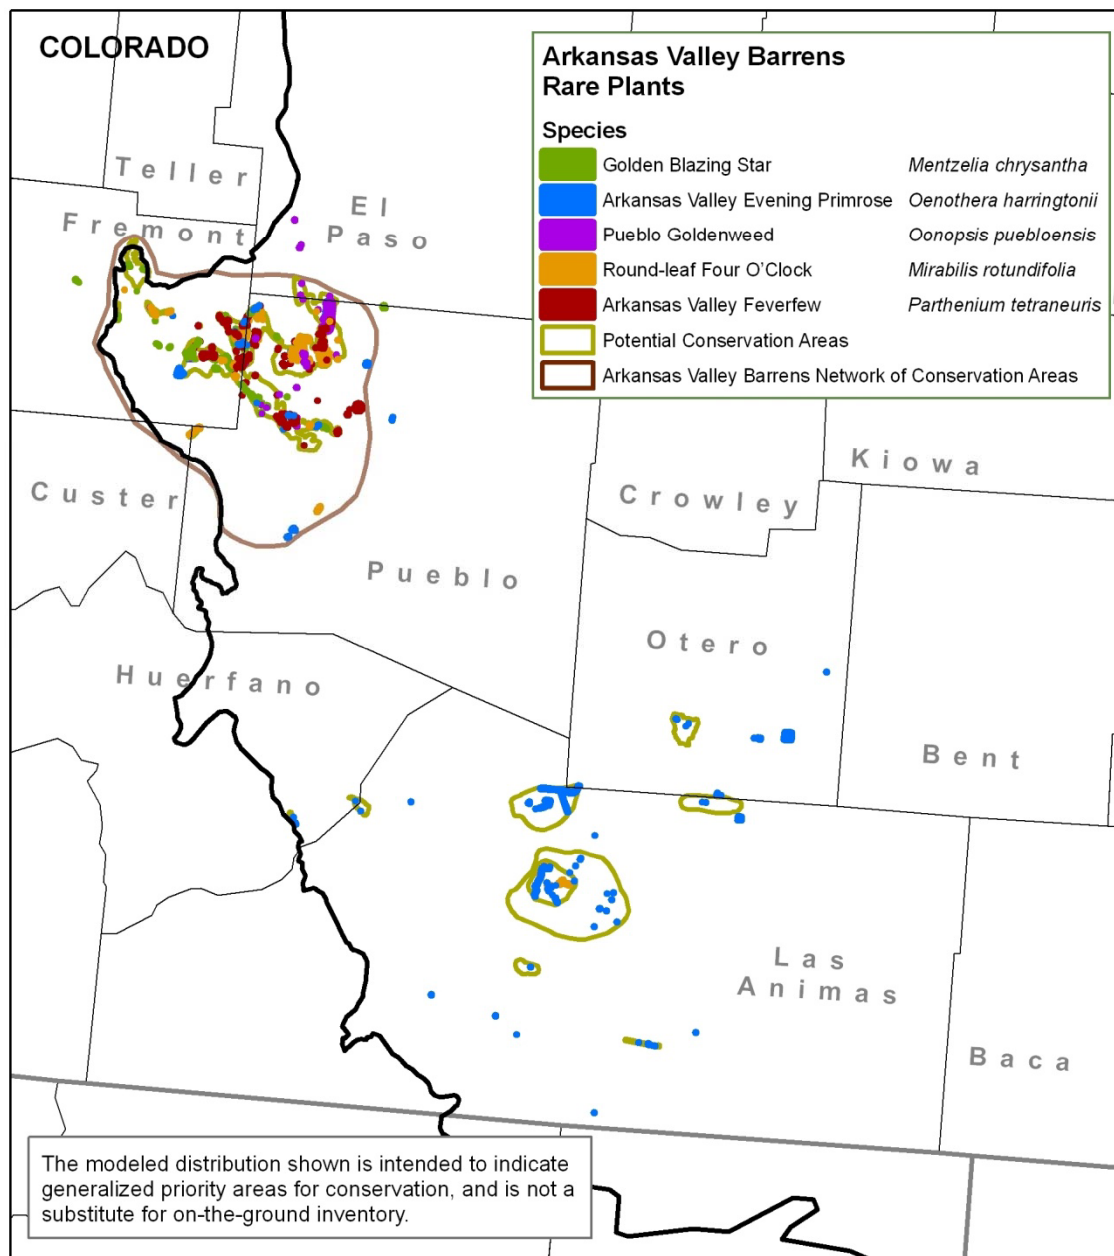 COLORADO
Arkansas Valley Barrens
Rare Plants
Species
Golden Blazing Star Mentzelia chrysantha
Arkansas Valley Evening Primrose Oenothera harringtonii
Pueblo Goldenweed Oonopsis puebloensis
Round-leaf Four O'Clock Mirabilis rotundifolia
Arkansas Valley Feverfew Parthenium tetraneuris
Potential Conservation Areas
Arkansas Valley Barrens Network of Conservation Areas
Teller
El
Paso
Fremont
Kiowa
Crowley
Custer
Pueblo
Otero
Huerfano
Bent
Las
Animas
Baca
The modeled distribution shown is intended to indicate
generalized priority areas for conservation, and is not a
substitute for on-the-ground inventory.